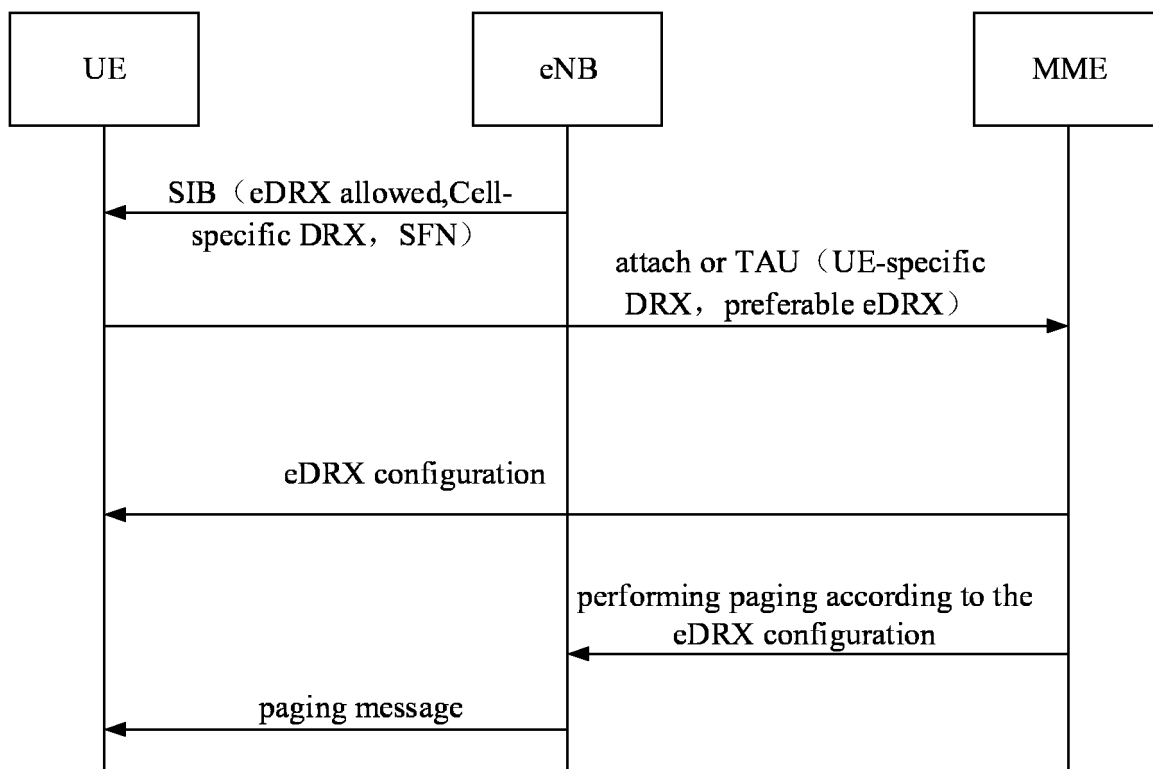 UE
eNB
MME
SIB（eDRX allowed,Cell-
specific DRX，SFN）
attach or TAU（UE-specific
DRX，preferable eDRX）
eDRX configuration
performing paging according to the
eDRX configuration
paging message